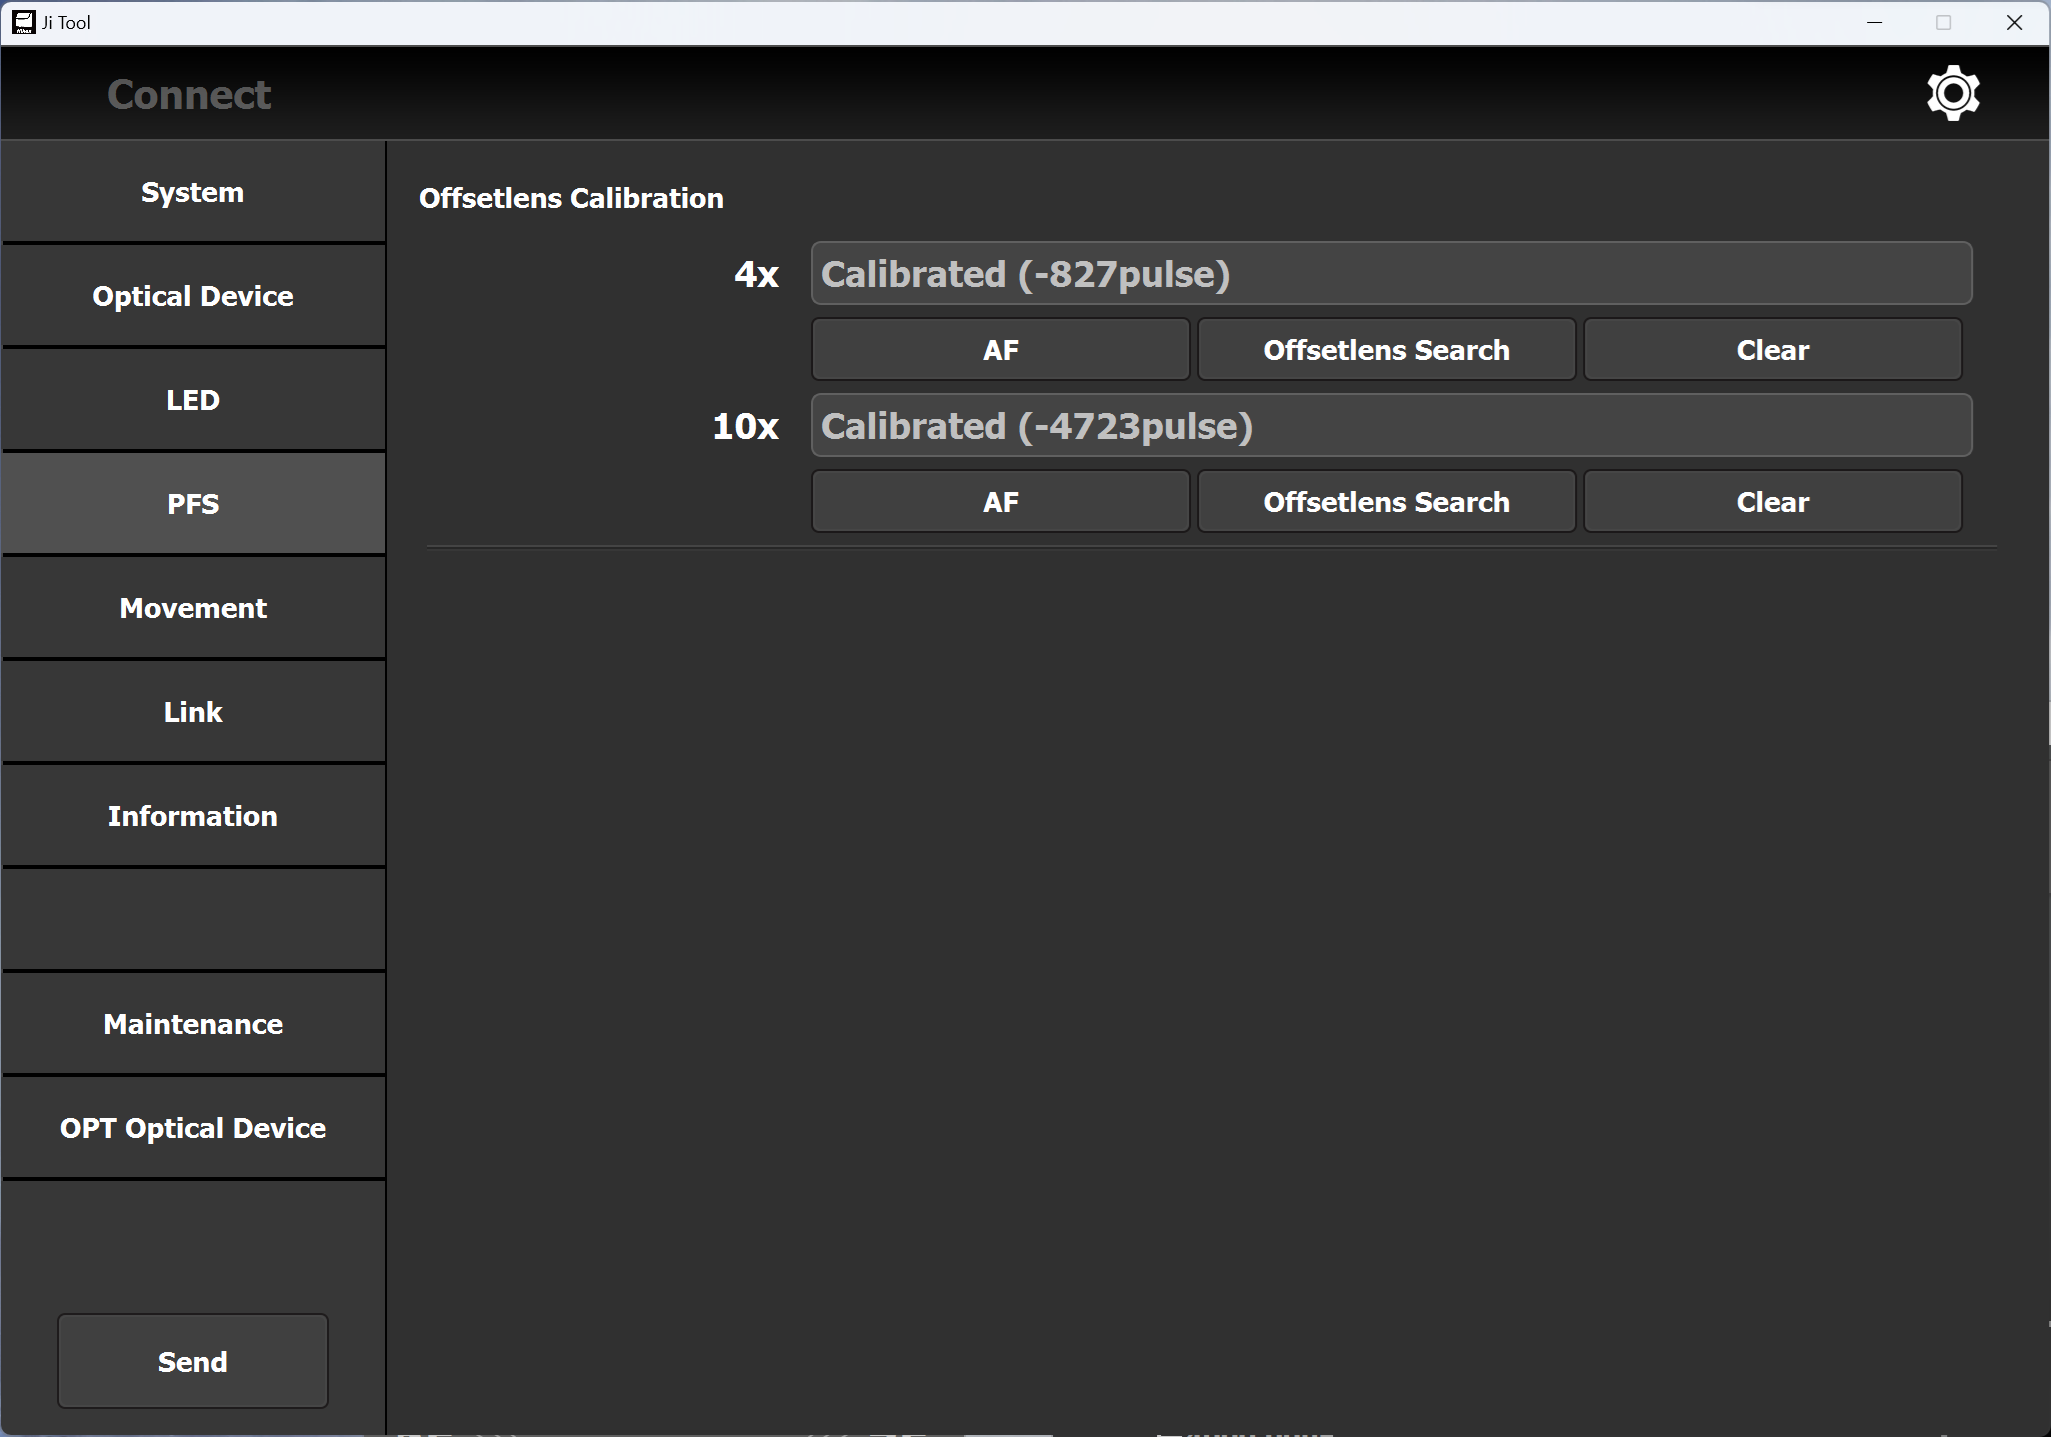 Ji Tool
Connect
System
Optical Device
LED
PFS
Movement
Link
Information
Maintenance
OPT Optical Device
Send
Offsetlens Calibration
4x Calibrated (-827pulse)
AF Offsetlens Search Clear
10x Calibrated (-4723pulse)
AF Offsetlens Search Clear